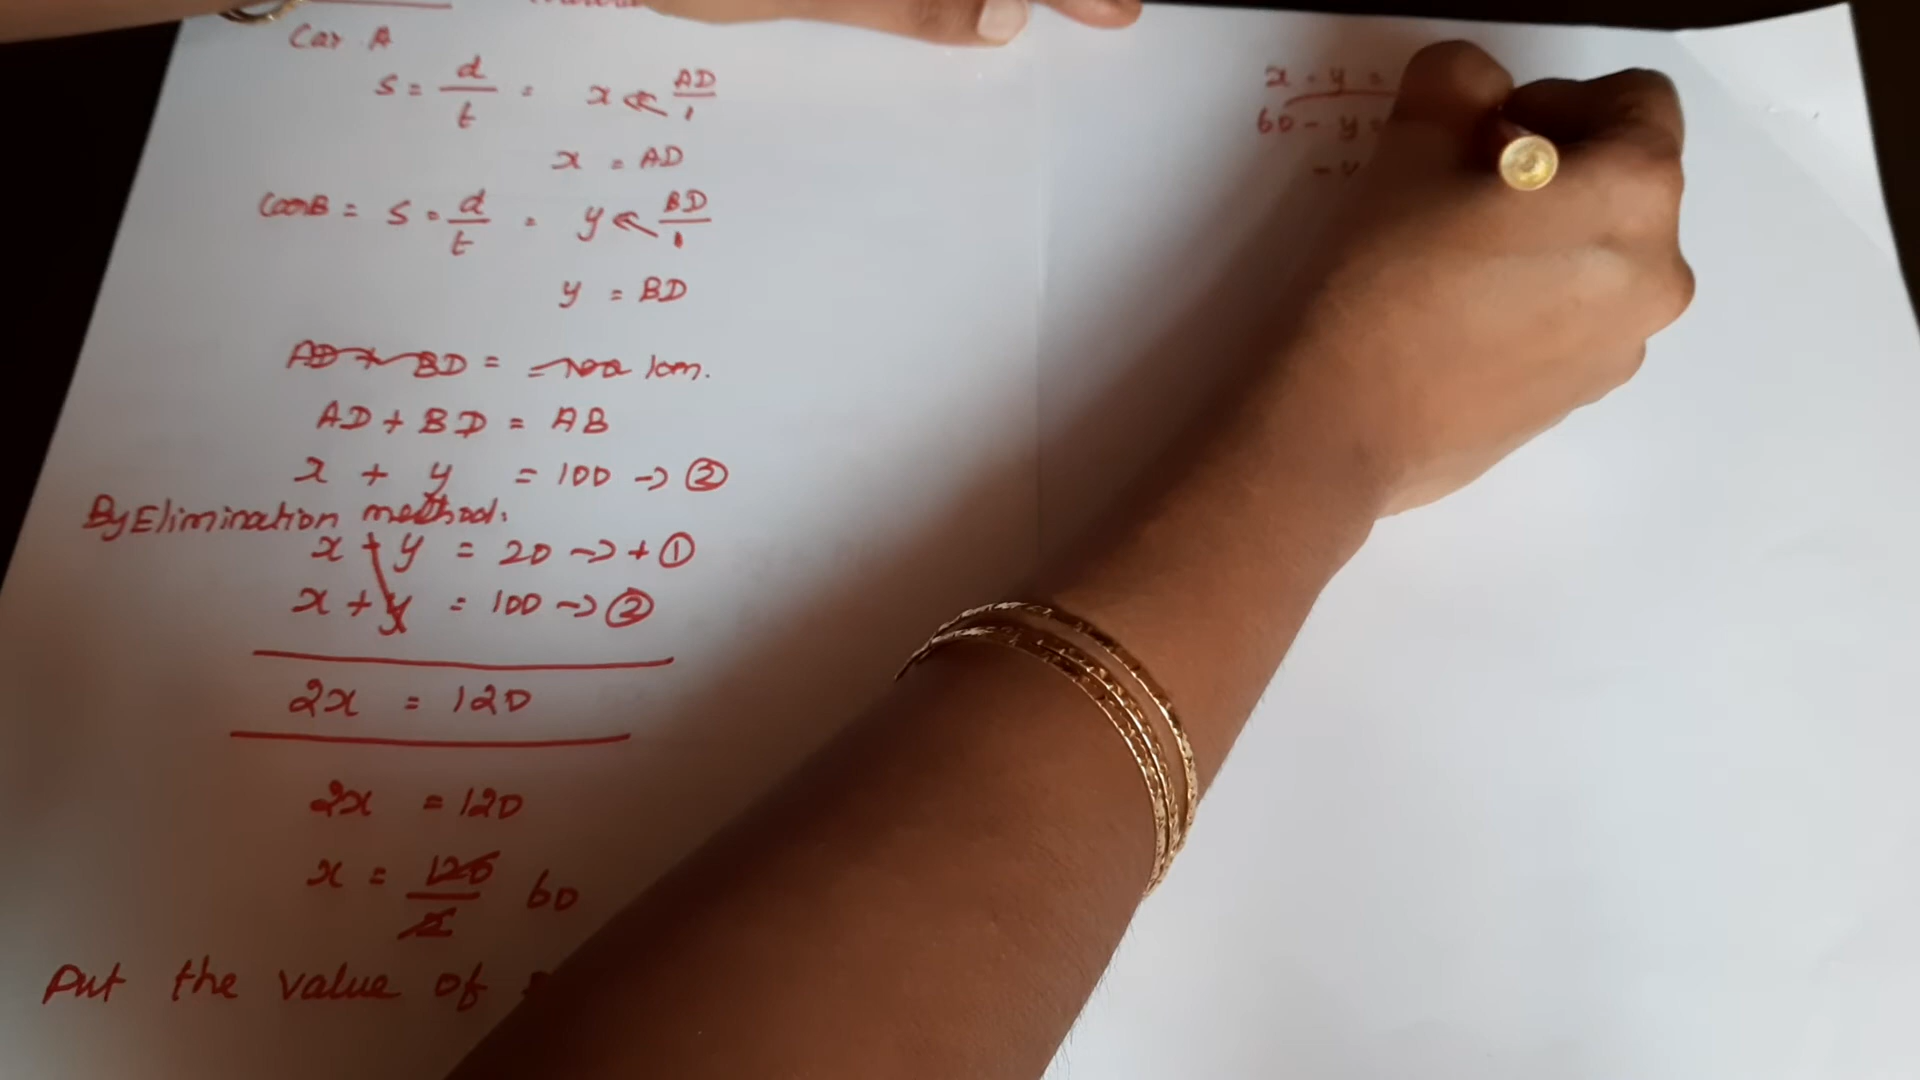 Car A
s = d/t = x ← AD/1
x = AD
Car B = s = d/t = y ← BD/1
y = BD
AD + BD = = 100 km.
AD + BD = AB
x + y = 100 → ②
By Elimination method.
x + y = 20 → + ①
x + y = 100 → ②
2x = 120
2x = 120
x = 120/2 60
Put the value of
x - y =
60 - y =